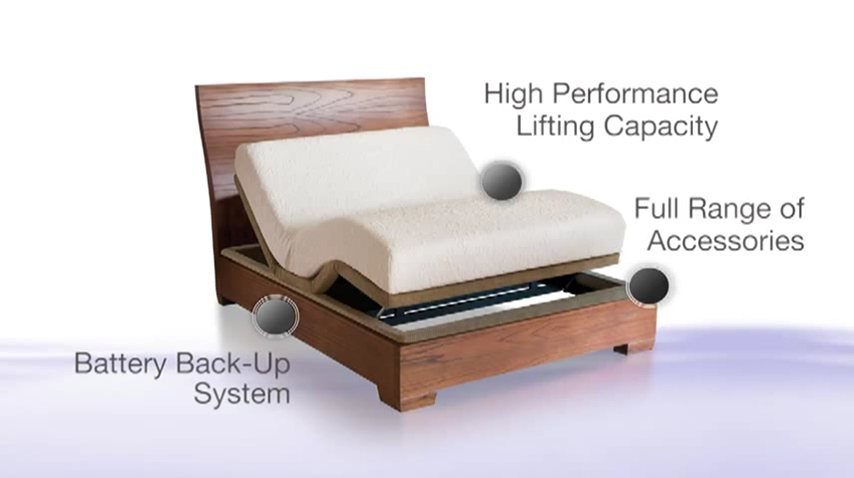 High Performance
Lifting Capacity
Full Range of
Accessories
Battery Back-Up
System